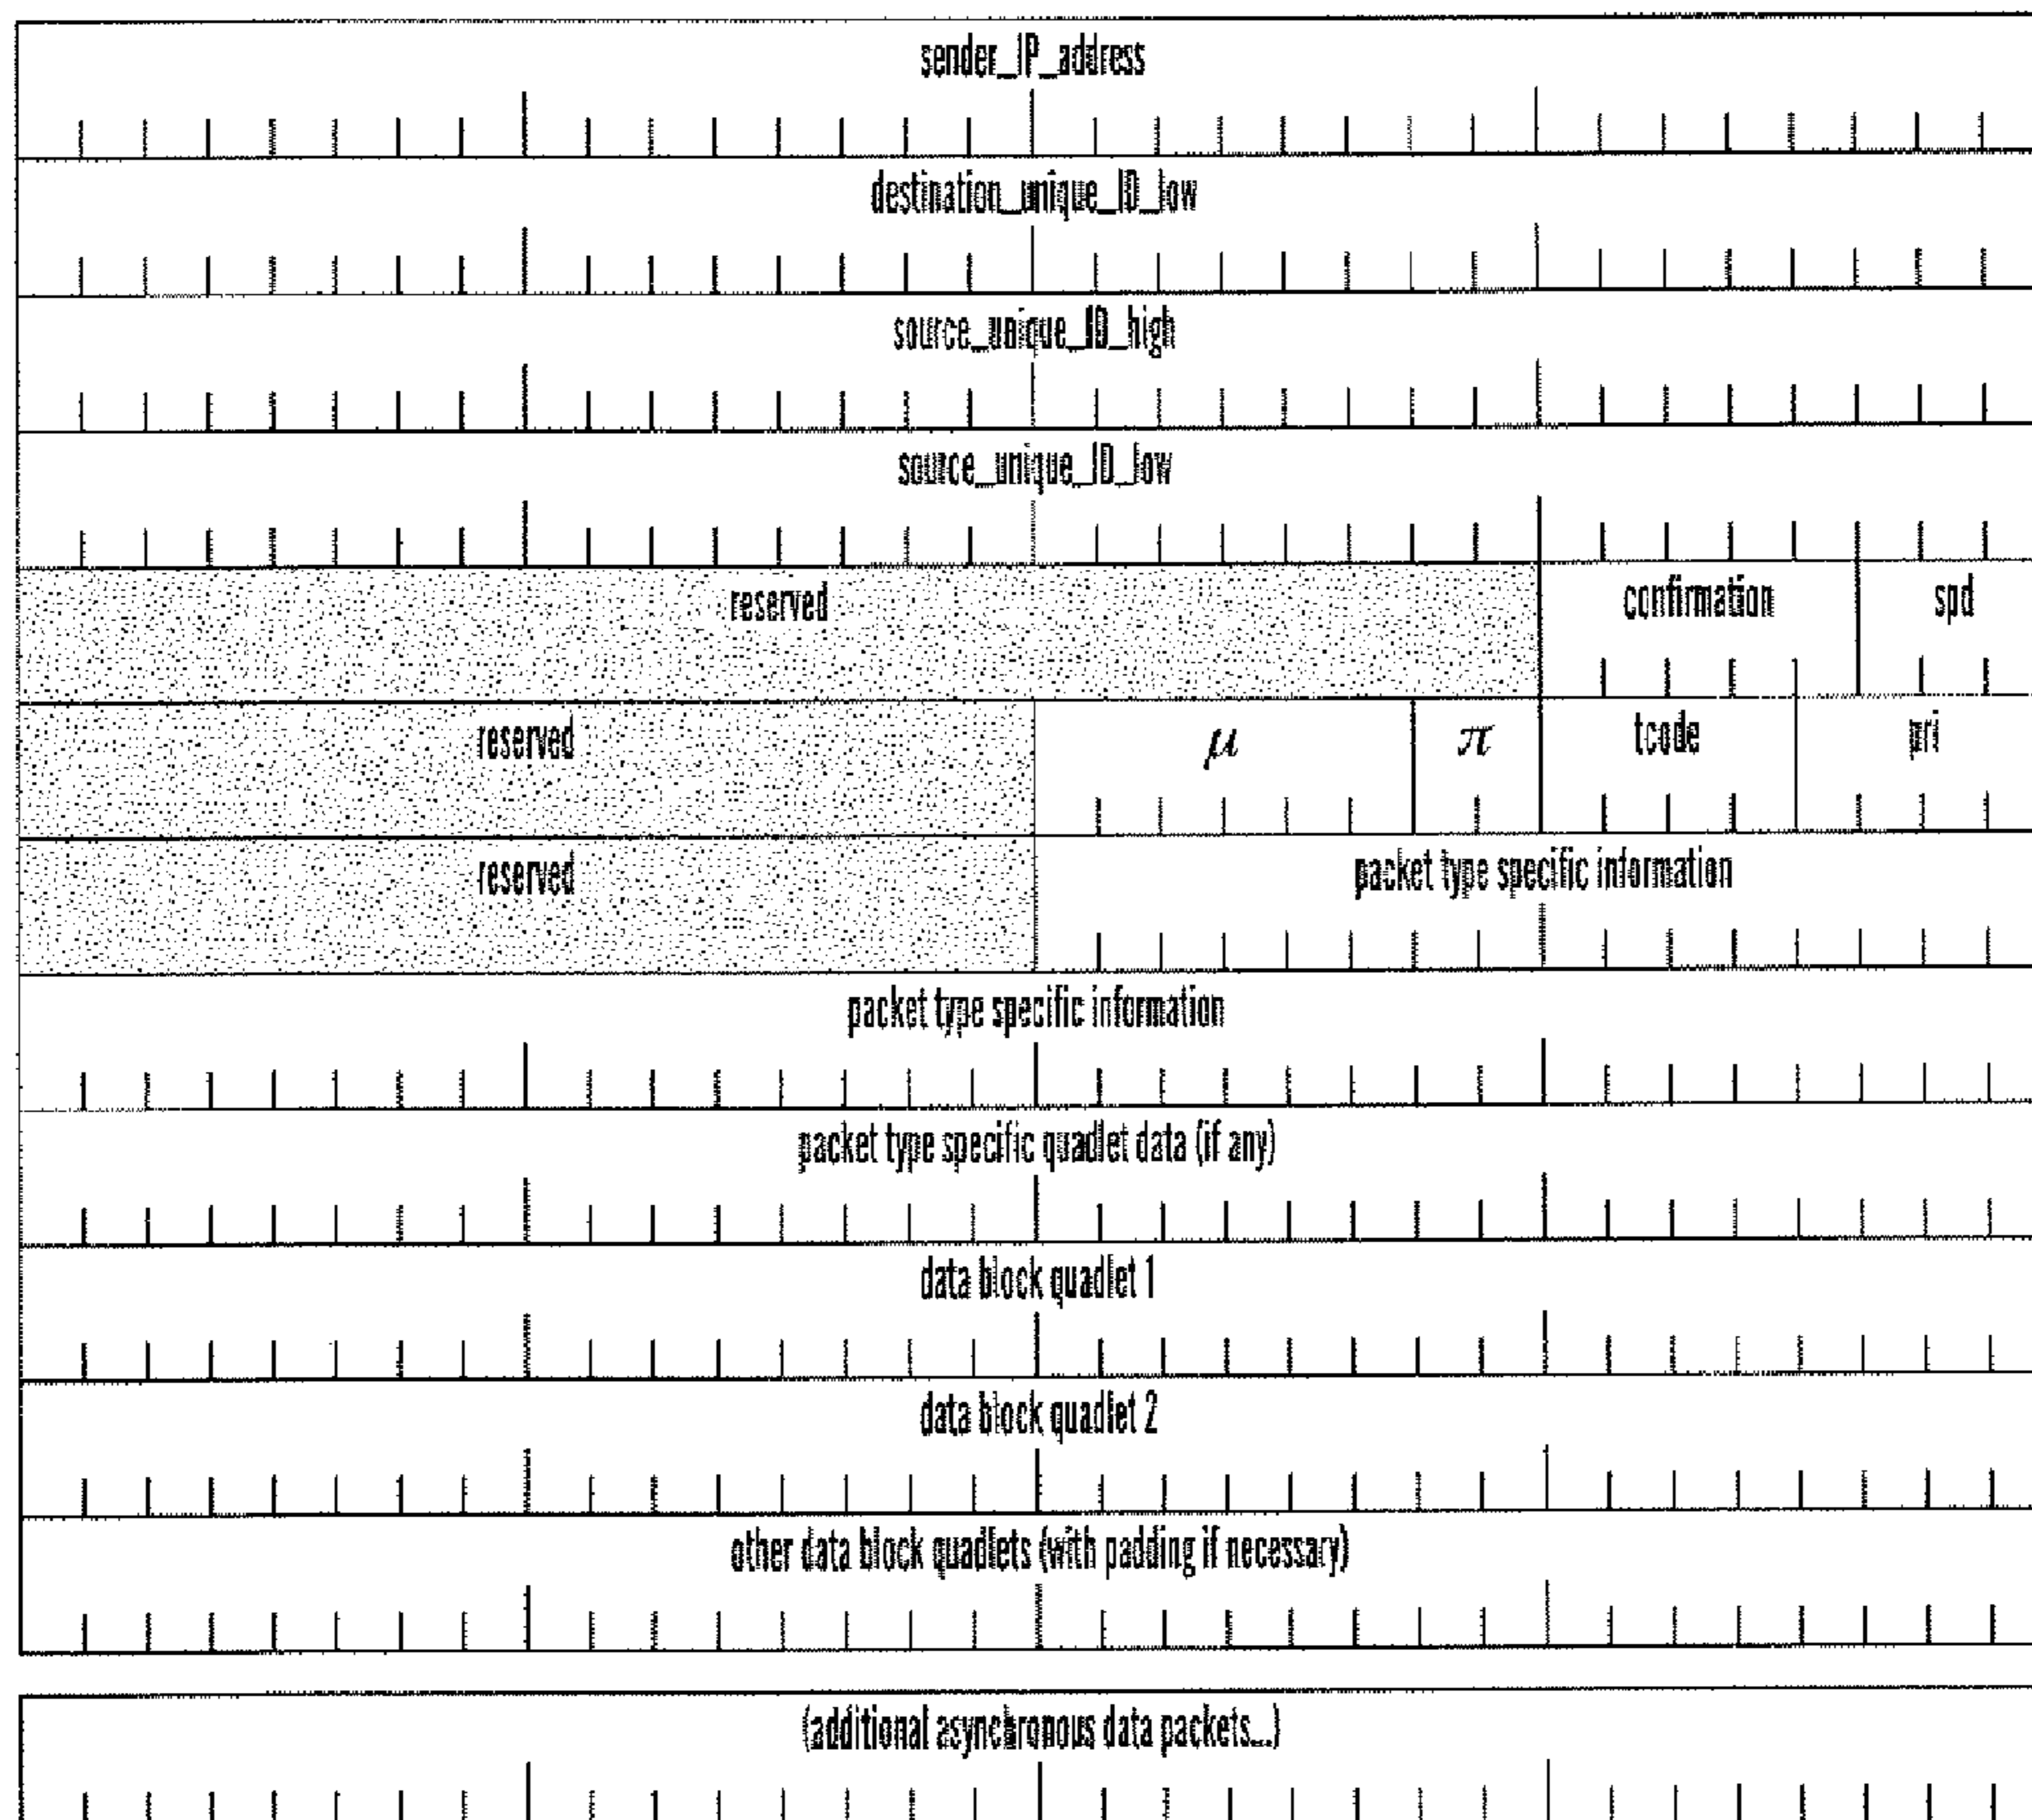 sender_IP_address
destination_unique_ID_low
source_unique_ID_high
source_unique_ID_low
reserved confirmation spd
reserved μ π tcode pri
reserved packet type specific information
packet type specific information
packet type specific quadlet data (if any)
data block quadlet 1
data block quadlet 2
other data block quadlets (with padding if necessary)
(additional asynchronous data packets...)